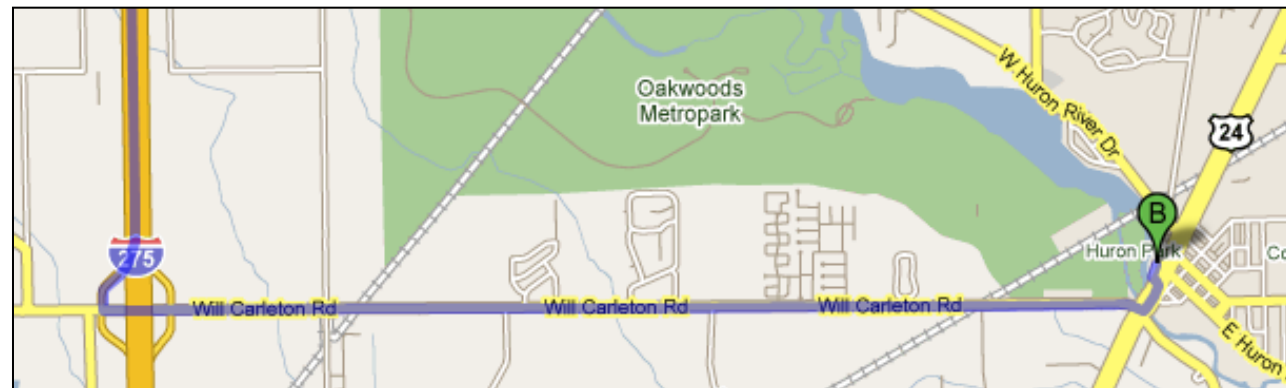 Oakwoods
Metropark
W Huron River Dr
24
B
275
Huron Park
Co
Will Carleton Rd
Will Carleton Rd
Will Carleton Rd
E Huron